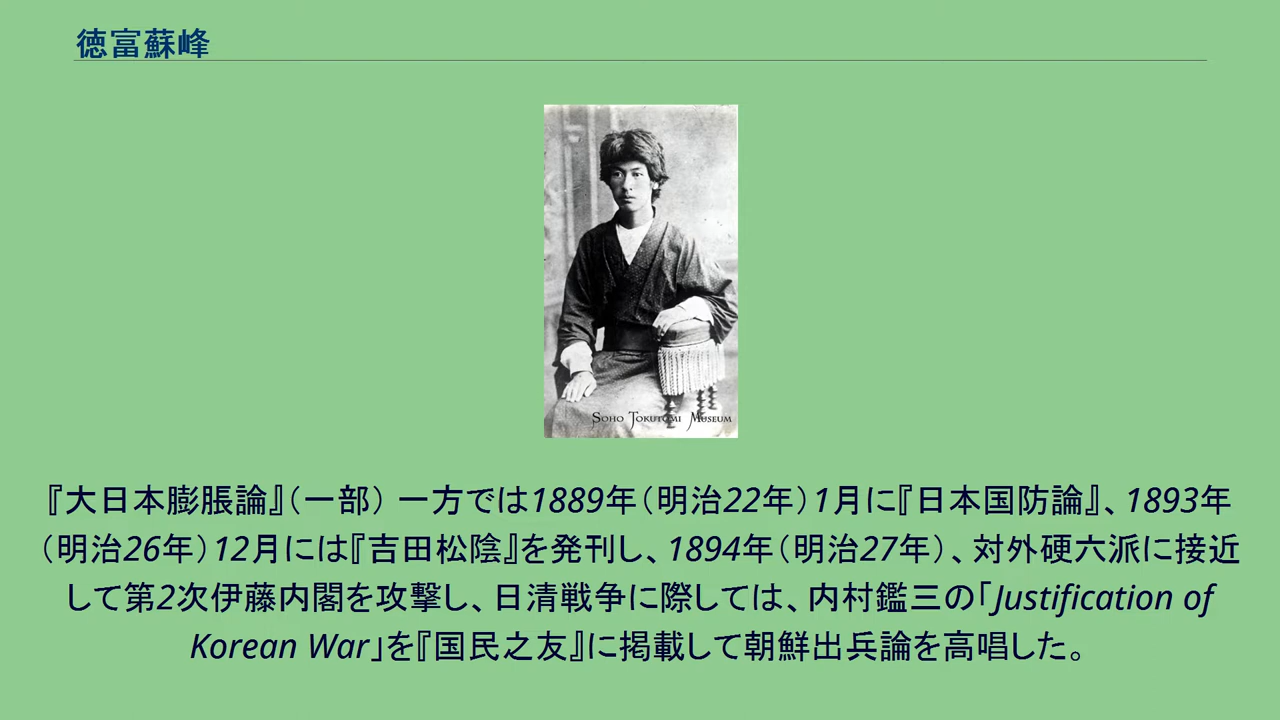 徳富蘇峰
SOHO TOKUTOMI MUSEUM
『大日本膨脹論』（一部） 一方では1889年（明治22年）1月に『日本国防論』、1893年
（明治26年）12月には『吉田松陰』を発刊し、1894年（明治27年）、対外硬六派に接近
して第2次伊藤内閣を攻撃し、日清戦争に際しては、内村鑑三の「Justification of
Korean War」を『国民之友』に掲載して朝鮮出兵論を高唱した。